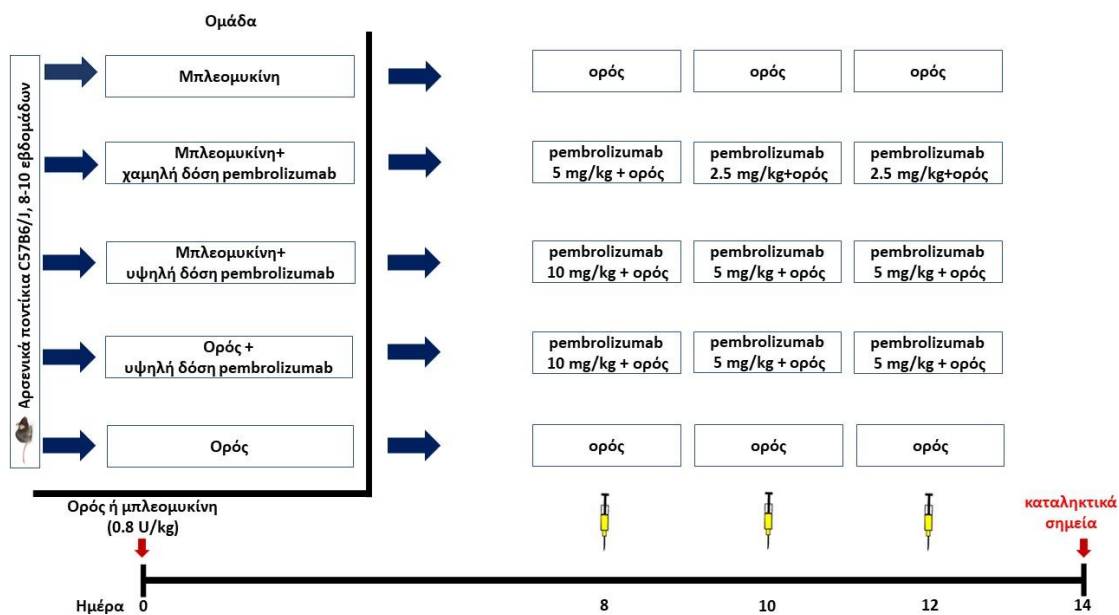 Ομάδα
Αρσενικά ποντίκια C57B6/J, 8-10 εβδομάδων
Μπλεομυκίνη
ορός
ορός
ορός
Μπλεομυκίνη+
χαμηλή δόση pembrolizumab
pembrolizumab
5 mg/kg + ορός
pembrolizumab
2.5 mg/kg+ορός
pembrolizumab
2.5 mg/kg+ορός
Μπλεομυκίνη+
υψηλή δόση pembrolizumab
pembrolizumab
10 mg/kg + ορός
pembrolizumab
5 mg/kg + ορός
pembrolizumab
5 mg/kg + ορός
Ορός +
υψηλή δόση pembrolizumab
pembrolizumab
10 mg/kg + ορός
pembrolizumab
5 mg/kg + ορός
pembrolizumab
5 mg/kg + ορός
Ορός
ορός
ορός
ορός
Ορός ή μπλεομυκίνη
(0.8 U/kg)
καταληκτικά
σημεία
Ημέρα 0 8 10 12 14